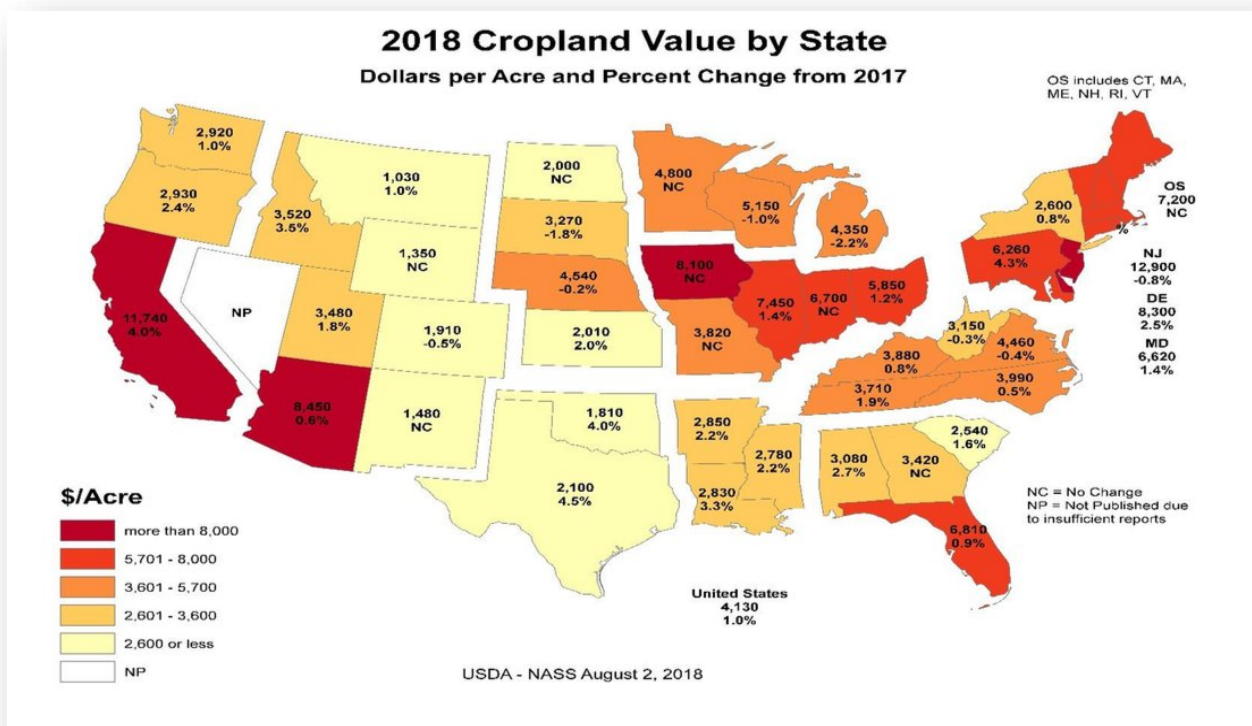 2018 Cropland Value by State
Dollars per Acre and Percent Change from 2017
OS includes CT, MA,
ME, NH, RI, VT
2,920
1.0%
2,930
2.4%
11,740
4.0%
NP
3,520
3.5%
1,030
1.0%
1,350
NC
3,480
1.8%
1,910
-0.5%
8,450
0.6%
1,480
NC
2,000
NC
3,270
-1.8%
4,540
-0.2%
2,010
2.0%
1,810
4.0%
2,100
4.5%
4,800
NC
5,150
-1.0%
4,350
-2.2%
8,100
NC
7,450
1.4%
6,700
NC
5,850
1.2%
3,820
NC
3,880
0.8%
3,710
1.9%
2,850
2.2%
2,830
3.3%
2,780
2.2%
3,080
2.7%
3,420
NC
2,540
1.6%
6,810
0.9%
3,150
-0.3%
4,460
-0.4%
3,990
0.5%
6,260
4.3%
2,600
0.8%
%
OS
7,200
NC
NJ
12,900
-0.8%
DE
8,300
2.5%
MD
6,620
1.4%
NC = No Change
NP = Not Published due
to insufficient reports
$/Acre
more than 8,000
5,701 - 8,000
3,601 - 5,700
2,601 - 3,600
2,600 or less
NP
United States
4,130
1.0%
USDA - NASS August 2, 2018